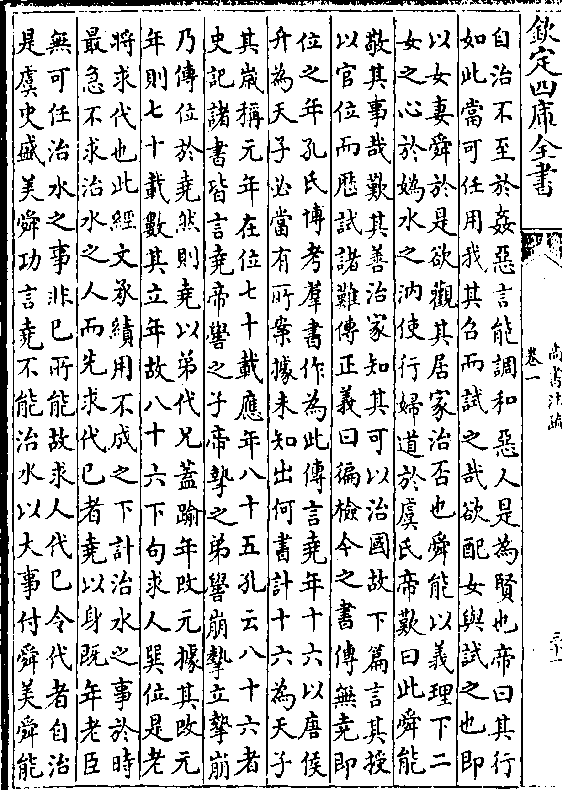 欽定四庫全書
尚書注疏
卷一
自治不至於姦惡言能調和惡人是為賢也帝曰其行
如此當可任用我其召而試之哉欲配女與試之也即
以女妻舜於是欲觀其居家治否也舜能以義理下二
女之心於媯水之汭使行婦道於虞氏帝歎曰此舜能
敬其事哉歎其善治家知其可以治國故下篇言其授
以官位而歷試諸難傳正義曰徧檢今之書傳無堯即
位之年孔氏博考羣書作為此傳言堯年十六以唐侯
升為天子必當有所案據未知出何書計十六為天子
其歲稱元年在位七十載應年八十五孔云八十六者
史記諸書皆言堯帝嚳之子帝摯之弟嚳崩摯立摯崩
乃傳位於堯然則堯以弟代兄蓋踰年改元據其改元
年則七十載數其立年故八十六下句求人巽位是老
將求代也此經文承績用不成之下計治水之事於時
最急不求治水之人而先求代己者堯以身既年老臣
無可任治水之事非己所能故求人代己令代者自治
是虞史盛美舜功言堯不能治水以大事付舜美舜能